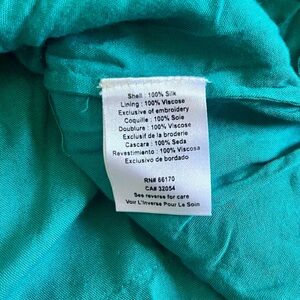 Shell : 100% Silk
Lining : 100% Viscose
Exclusive of embroidery
Coquille : 100% Soie
Doublure : 100% Viscose
Exclusif de la broderie
Cascara : 100% Seda
Revestimiento : 100% Viscosa
Exclusivo de bordado
RN# 66170
CA# 32054
See reverse for care
Voir L'Inverse Pour Le Soin